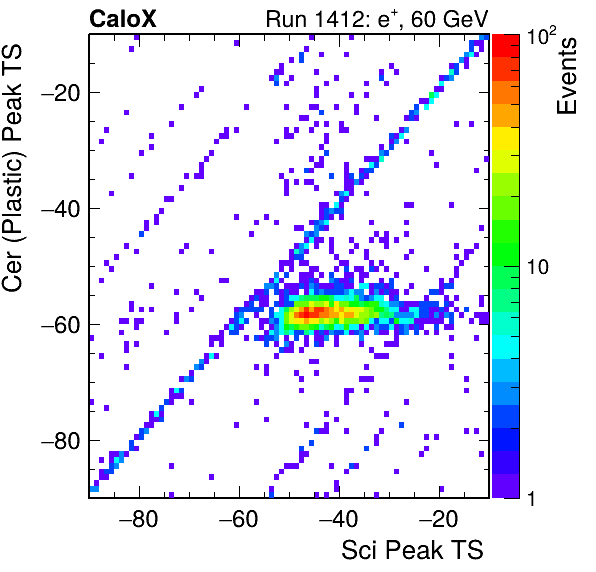 CaloX Run 1412: e⁺, 60 GeV
Cer (Plastic) Peak TS
−20
−40
−60
−80
−80 −60 −40 −20
Sci Peak TS
10²
10
1
Events